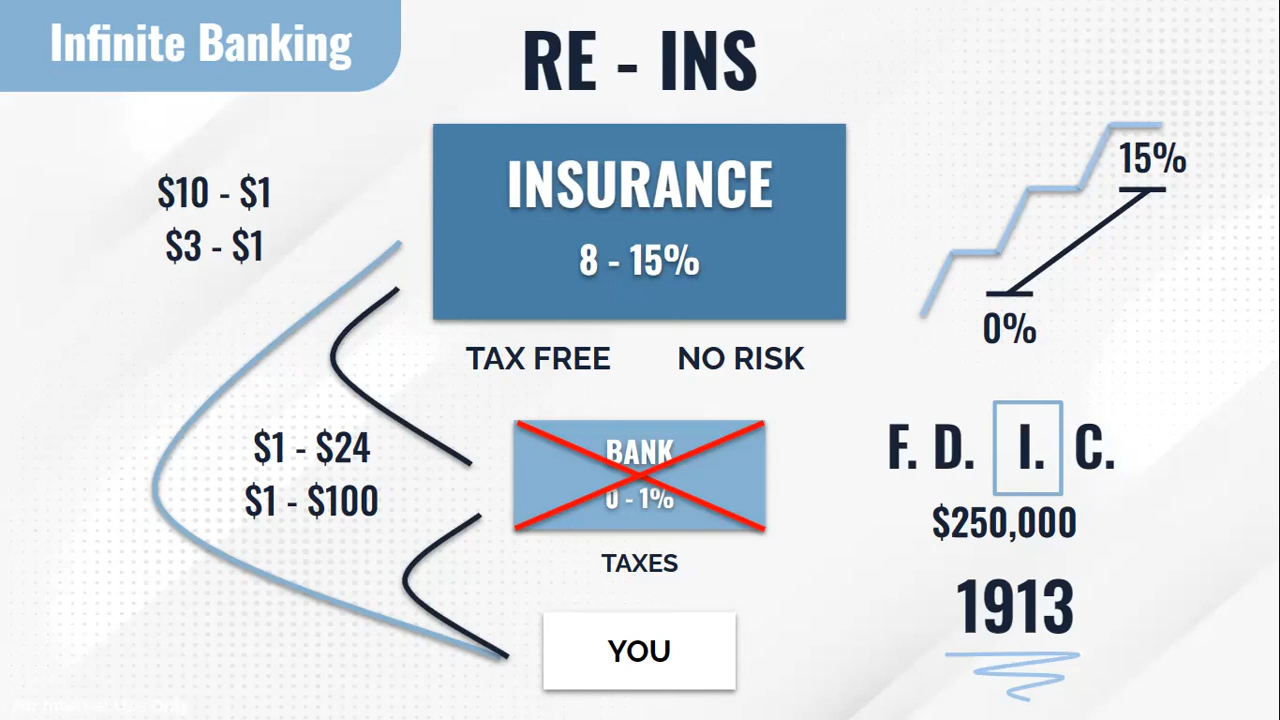 Infinite Banking
RE - INS
INSURANCE
8 - 15%
$10 - $1
$3 - $1
15%
0%
TAX FREE NO RISK
$1 - $24
$1 - $100
BANK
0 - 1%
TAXES
YOU
F. D. I. C.
$250,000
1913